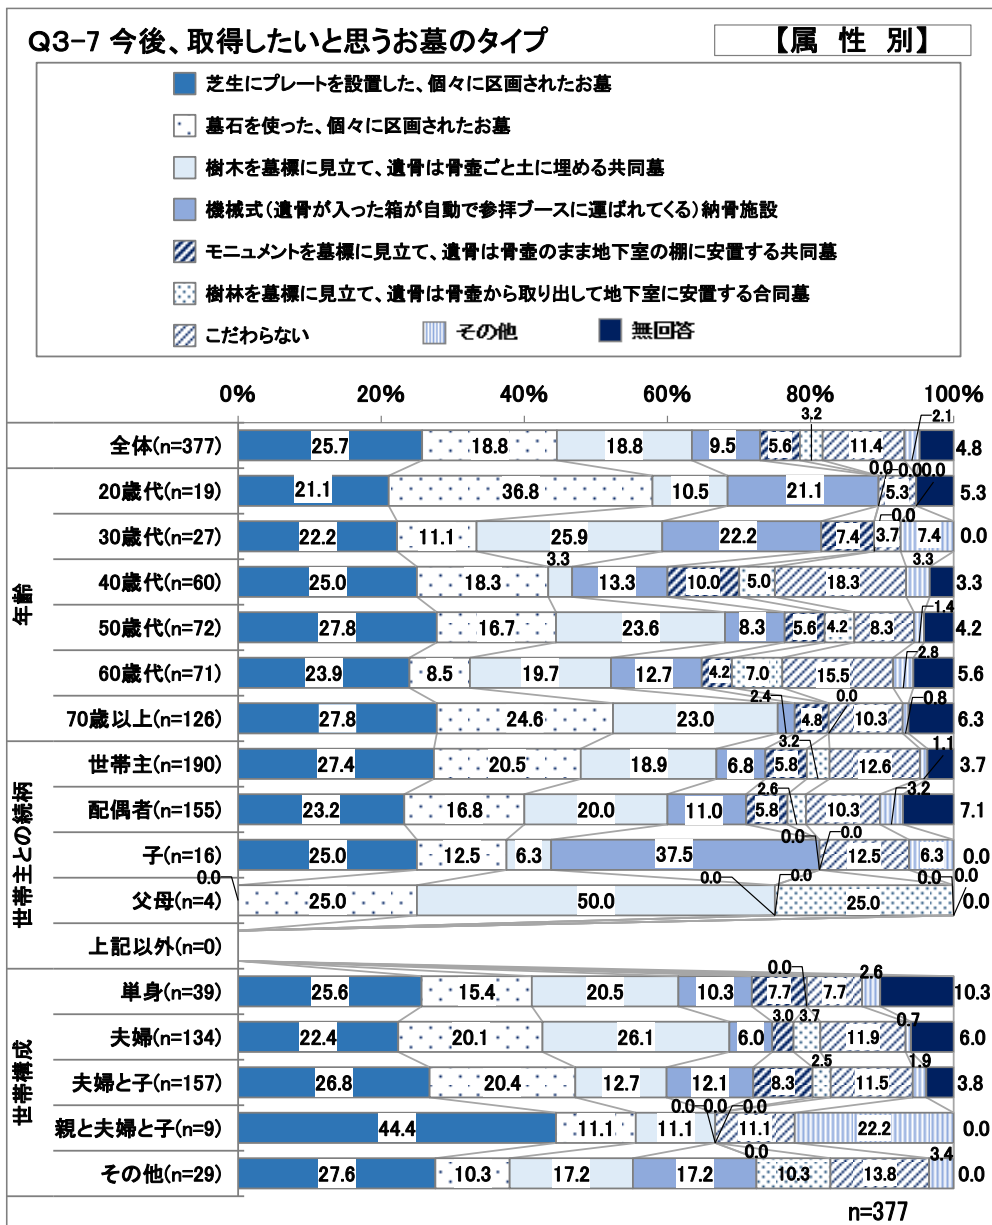 Q3-7 今後、取得したいと思うお墓のタイプ 【属 性 別】
芝生にプレートを設置した、個々に区画されたお墓
墓石を使った、個々に区画されたお墓
樹木を墓標に見立て、遺骨は骨壺ごと土に埋める共同墓
機械式(遺骨が入った箱が自動で参拝ブースに運ばれてくる)納骨施設
モニュメントを墓標に見立て、遺骨は骨壺のまま地下室の棚に安置する共同墓
樹林を墓標に見立て、遺骨は骨壺から取り出して地下室に安置する合同墓
こだわらない その他 無回答
0% 20% 40% 60% 80% 100%
全体(n=377) 25.7 18.8 18.8 9.5 5.6 3.2 11.4 2.1 4.8
年齢
20歳代(n=19) 21.1 36.8 10.5 21.1 0.0 0.0 5.3 0.0 5.3
30歳代(n=27) 22.2 11.1 25.9 22.2 7.4 0.0 3.7 7.4 0.0
40歳代(n=60) 25.0 18.3 3.3 13.3 10.0 5.0 18.3 3.3 3.3
50歳代(n=72) 27.8 16.7 23.6 8.3 5.6 4.2 8.3 1.4 4.2
60歳代(n=71) 23.9 8.5 19.7 12.7 4.2 7.0 15.5 2.8 5.6
70歳以上(n=126) 27.8 24.6 23.0 2.4 4.8 0.0 10.3 0.8 6.3
世帯主との続柄
世帯主(n=190) 27.4 20.5 18.9 6.8 5.8 3.2 12.6 1.1 3.7
配偶者(n=155) 23.2 16.8 20.0 11.0 5.8 2.6 10.3 3.2 7.1
子(n=16) 25.0 12.5 6.3 37.5 0.0 0.0 12.5 6.3 0.0
父母(n=4) 0.0 25.0 50.0 0.0 0.0 25.0 0.0 0.0 0.0
上記以外(n=0)
世帯構成
単身(n=39) 25.6 15.4 20.5 10.3 7.7 0.0 7.7 2.6 10.3
夫婦(n=134) 22.4 20.1 26.1 6.0 3.0 3.7 11.9 0.7 6.0
夫婦と子(n=157) 26.8 20.4 12.7 12.1 8.3 2.5 11.5 1.9 3.8
親と夫婦と子(n=9) 44.4 11.1 11.1 0.0 0.0 0.0 11.1 22.2 0.0
その他(n=29) 27.6 10.3 17.2 17.2 0.0 10.3 13.8 3.4 0.0
n=377